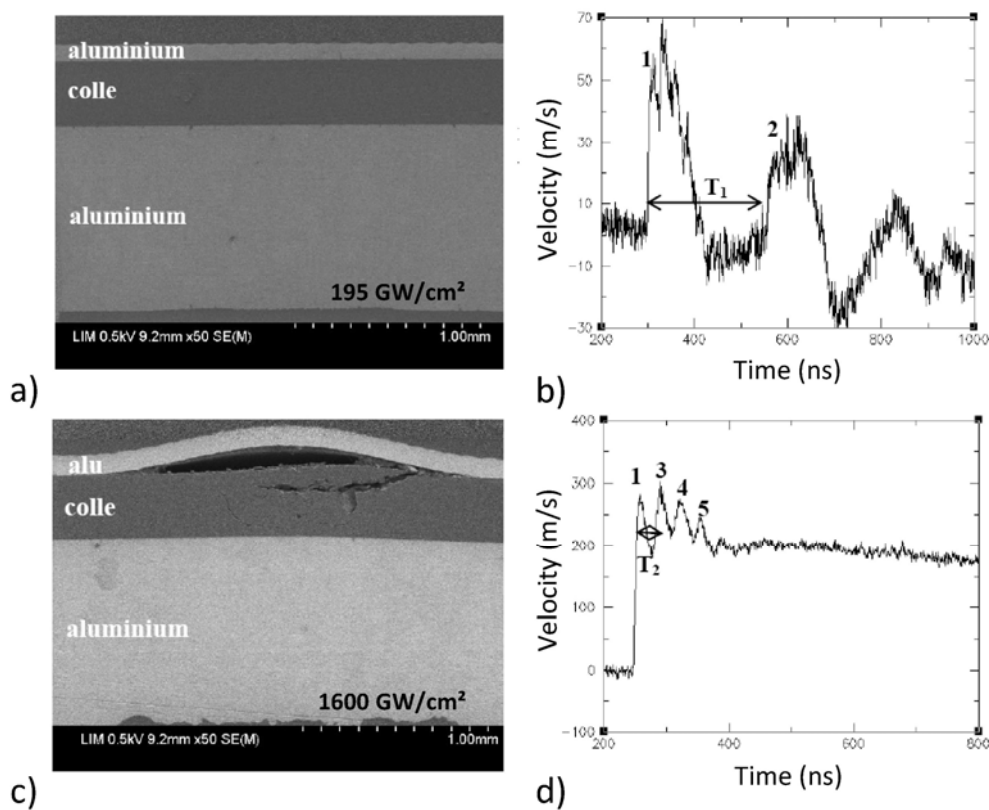 aluminium
colle
aluminium
195 GW/cm²
LIM 0.5kV 9.2mm x50 SE(M)
1.00mm
a)
70
50
30
10
-10
-30
Velocity (m/s)
1
2
T1
200
400
600
800
1000
Time (ns)
b)
alu
colle
aluminium
1600 GW/cm²
LIM 0.5kV 9.2mm x50 SE(M)
1.00mm
c)
400
300
200
100
0
-100
Velocity (m/s)
1
3
4
5
T2
200
400
600
800
Time (ns)
d)